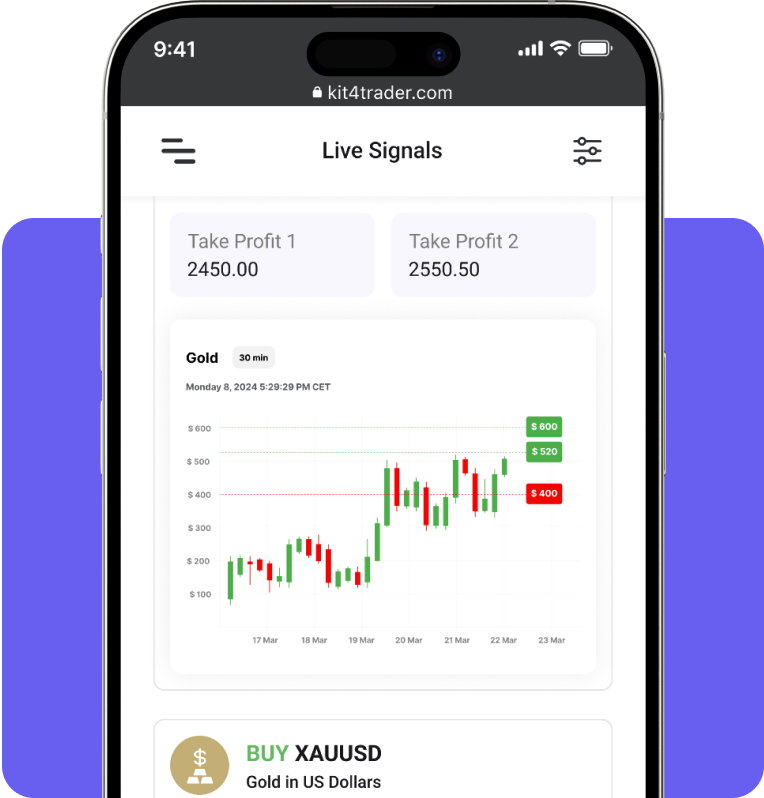 9:41
kit4trader.com
Live Signals
Take Profit 1
2450.00
Take Profit 2
2550.50
Gold
30 min
Monday 8, 2024 5:29:29 PM CET
$ 600
$ 500
$ 400
$ 300
$ 200
$ 100
$ 600
$ 520
$ 400
17 Mar 18 Mar 19 Mar 20 Mar 21 Mar 22 Mar 23 Mar
$
BUY XAUUSD
Gold in US Dollars